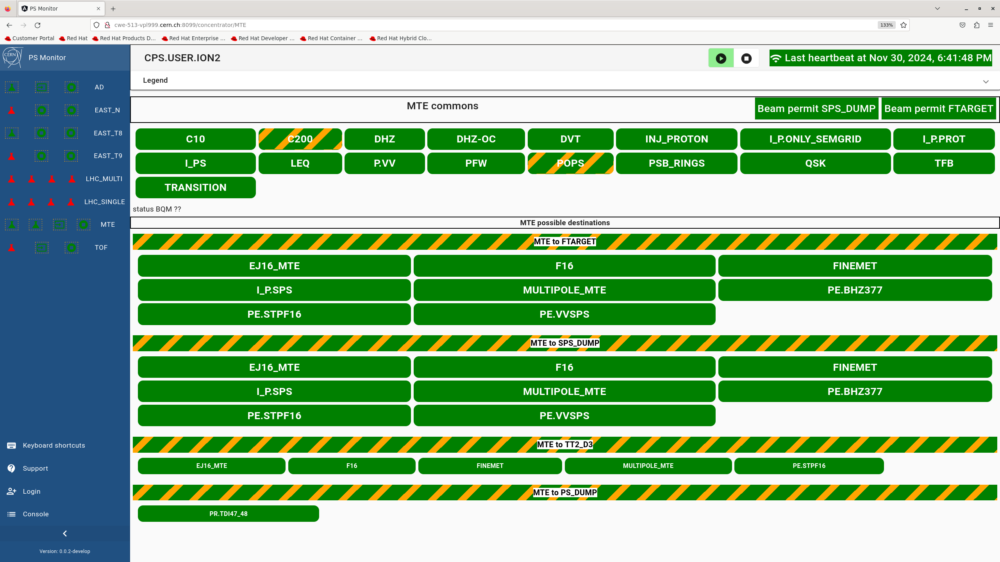 PS Monitor
cwe-513-vpl999.cern.ch:8099/concentrator/MTE
133%
Customer Portal
Red Hat
Red Hat Products D…
Red Hat Enterprise …
Red Hat Developer …
Red Hat Container …
Red Hat Hybrid Clo…
CERN
PS Monitor
CPS.USER.ION2
Last heartbeat at Nov 30, 2024, 6:41:48 PM
Legend
AD
EAST_N
EAST_T8
EAST_T9
LHC_MULTI
LHC_SINGLE
MTE
TOF
Keyboard shortcuts
Support
Login
Console
Version: 0.0.2-develop
MTE commons
Beam permit SPS_DUMP
Beam permit FTARGET
C10
C200
DHZ
DHZ-OC
DVT
INJ_PROTON
I_P.ONLY_SEMGRID
I_P.PROT
I_PS
LEQ
P.VV
PFW
POPS
PSB_RINGS
QSK
TFB
TRANSITION
status BQM ??
MTE possible destinations
MTE to FTARGET
EJ16_MTE
F16
FINEMET
I_P.SPS
MULTIPOLE_MTE
PE.BHZ377
PE.STPF16
PE.VVSPS
MTE to SPS_DUMP
EJ16_MTE
F16
FINEMET
I_P.SPS
MULTIPOLE_MTE
PE.BHZ377
PE.STPF16
PE.VVSPS
MTE to TT2_D3
EJ16_MTE
F16
FINEMET
MULTIPOLE_MTE
PE.STPF16
MTE to PS_DUMP
PR.TDI47_48